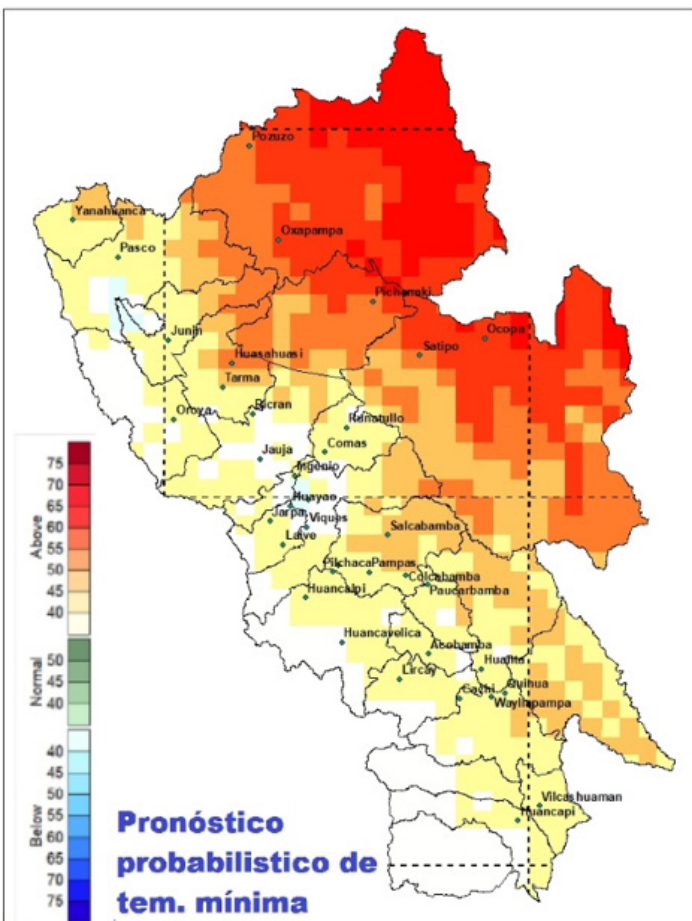 Pozuzo
Yanahuanca
Oxapampa
Pasco
Pichanaki
Junin
Ocopa
Satipo
Huasahuasi
Tarma
Ricran
Oroya
Runatullo
Comas
Jauja
Ingenio
Huayao
Jarpa
Viques
Salcabamba
Laive
Pilchaca Pampas
Colcabamba
Paucarbamba
Huancalpi
Huancavelica
Acobamba
Huanta
Lircay
Quihua
Cachi
Wayllapampa
Vilcashuaman
Huancapi
Above
75
70
65
60
55
50
45
40
Normal
50
45
40
Below
40
45
50
55
60
65
70
75
Pronóstico
probabilistico de
tem. mínima